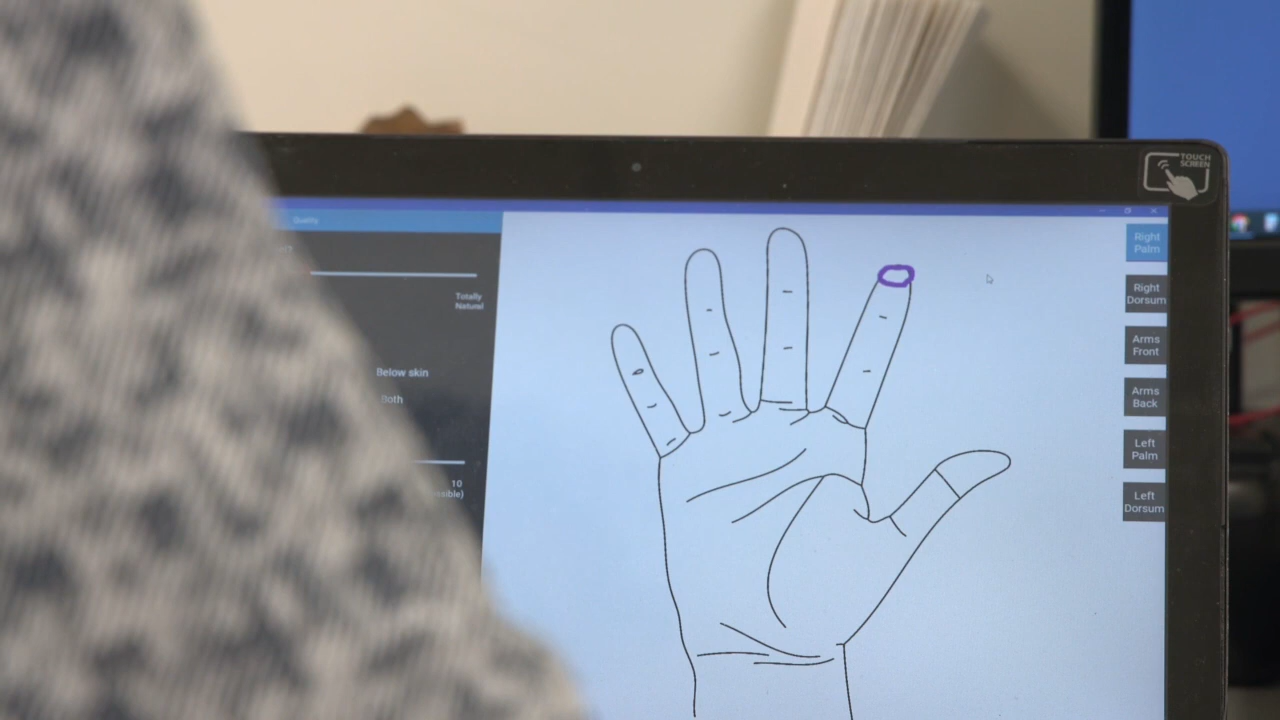 TOUCH
SCREEN
Quality
Totally
Natural
Below skin
Both
10
Right
Palm
Right
Dorsum
Arms
Front
Arms
Back
Left
Palm
Left
Dorsum